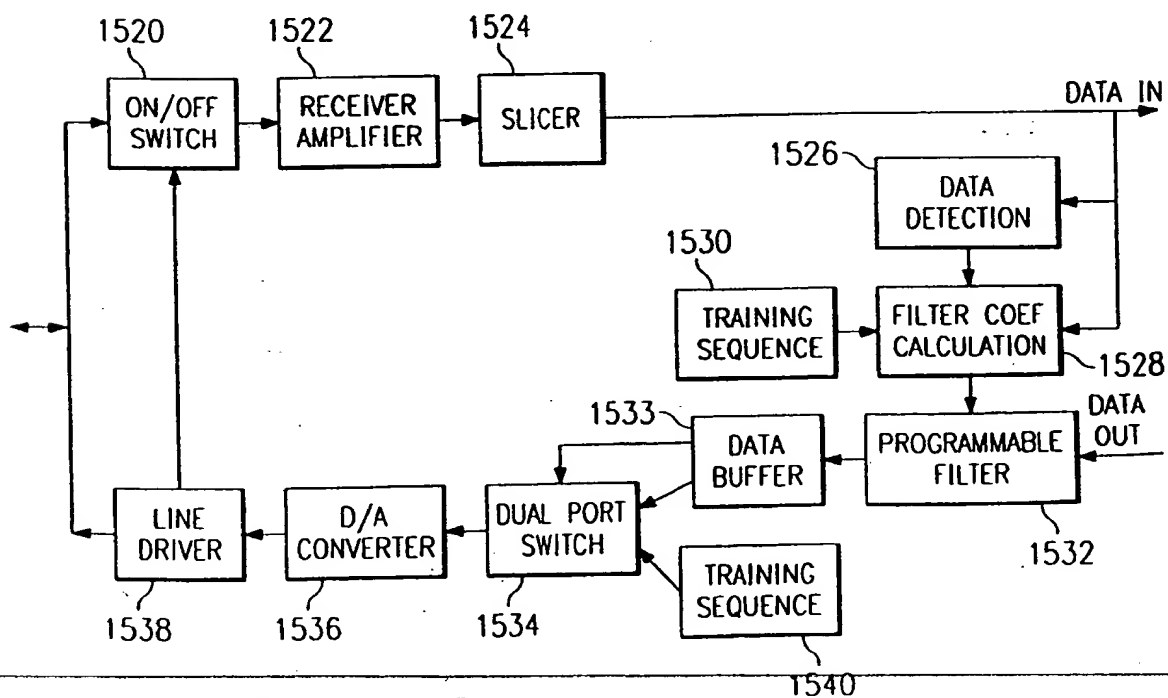 1520
1522
1524
ON/OFF
SWITCH
RECEIVER
AMPLIFIER
SLICER
DATA IN
1526
DATA
DETECTION
1530
TRAINING
SEQUENCE
FILTER COEF
CALCULATION
1528
1533
DATA
BUFFER
PROGRAMMABLE
FILTER
DATA
OUT
1532
LINE
DRIVER
D/A
CONVERTER
DUAL PORT
SWITCH
TRAINING
SEQUENCE
1538
1536
1534
1540